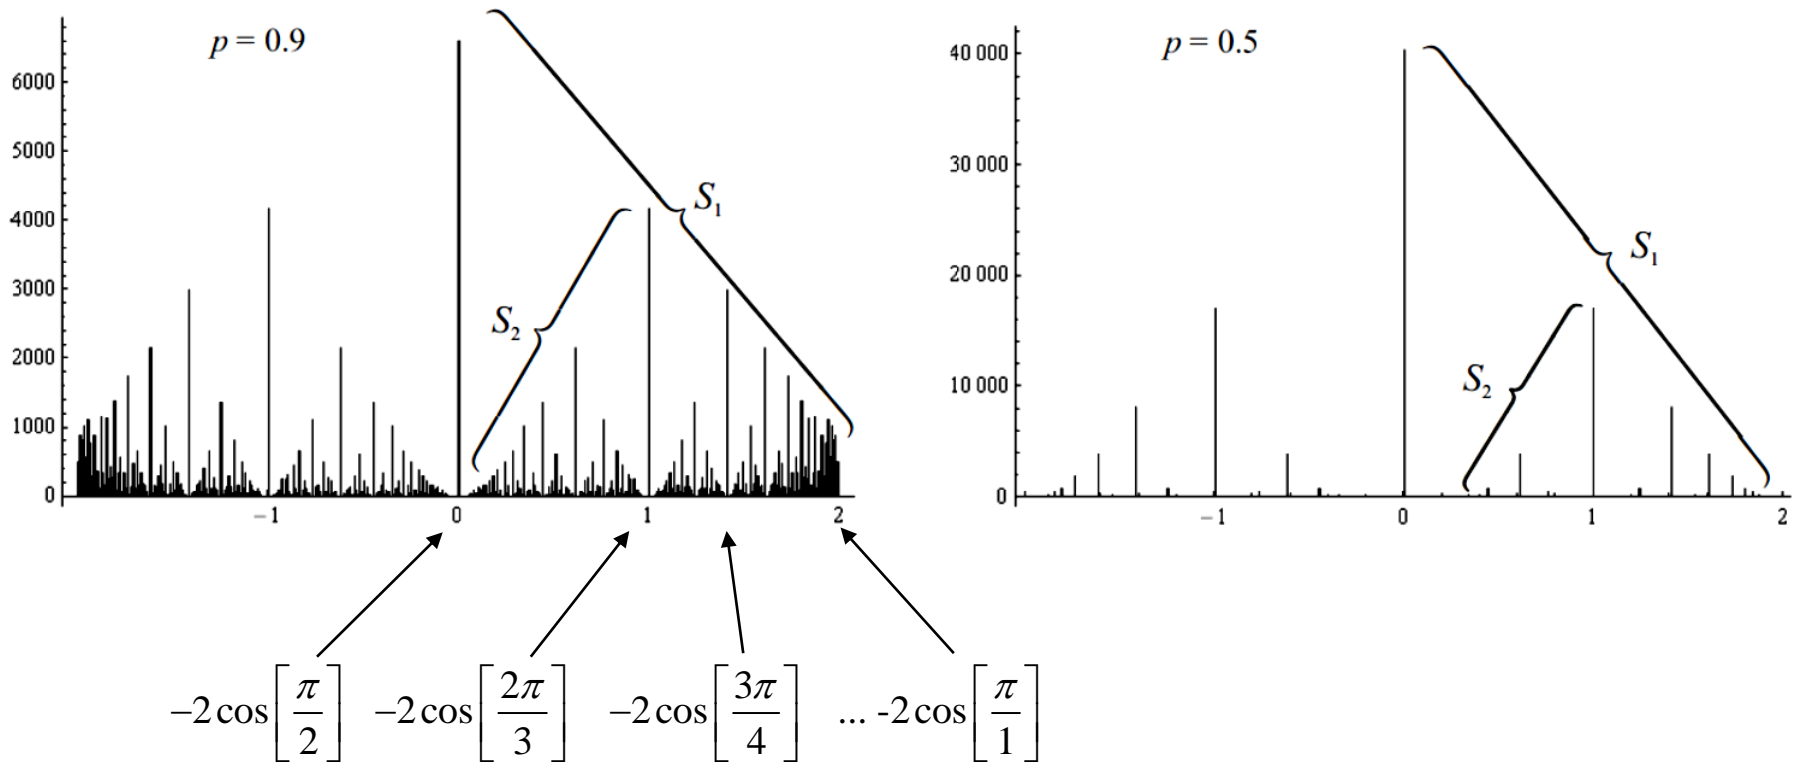 p = 0.9
6000
5000
4000
3000
2000
1000
0
S₁
S₂
−1 0 1 2
p = 0.5
40 000
30 000
20 000
10 000
0
S₁
S₂
−1 0 1 2
−2cos[π/2] −2cos[2π/3] −2cos[3π/4] ... -2cos[π/1]